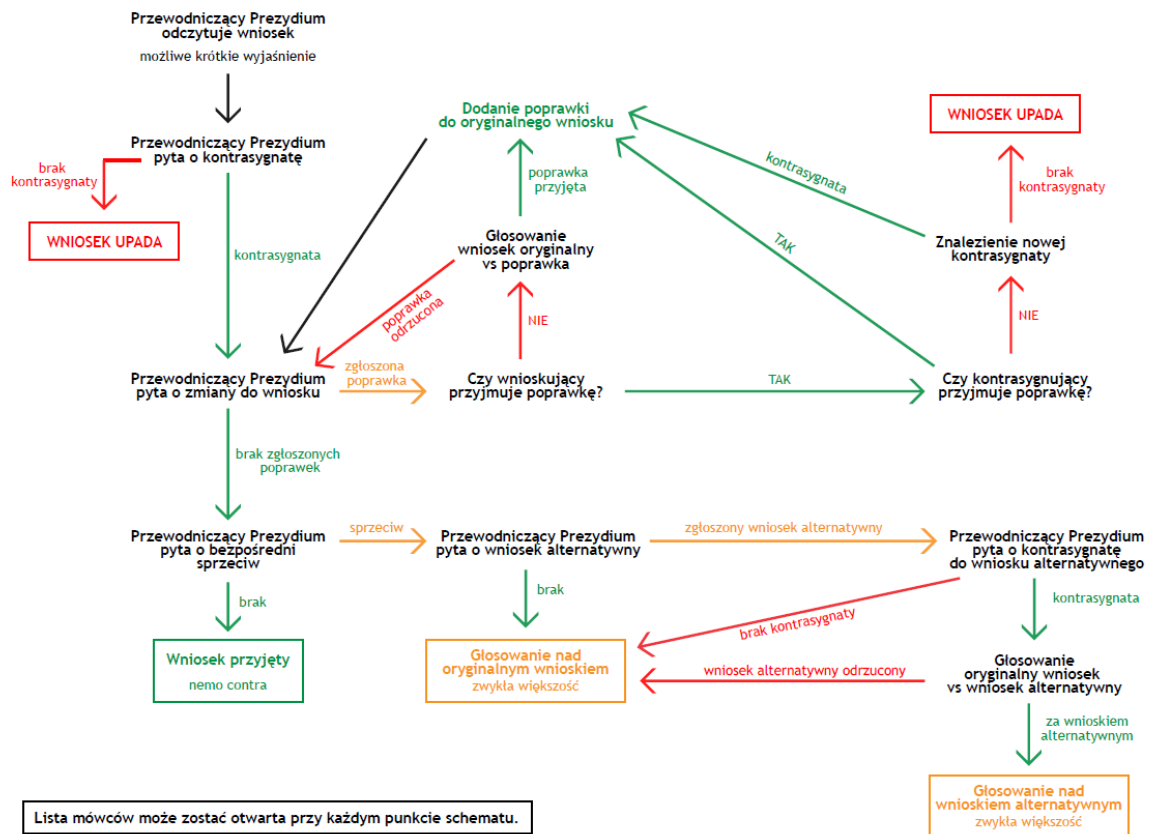 Przewodniczący Prezydium
odczytuje wniosek
możliwe krótkie wyjaśnienie
Przewodniczący Prezydium
pyta o kontrasygnatę
brak
kontrasygnaty
WNIOSEK UPADA
kontrasygnata
Dodanie poprawki
do oryginalnego wniosku
poprawka
przyjęta
Głosowanie
wniosek oryginalny
vs poprawka
poprawka
odrzucona
NIE
kontrasygnata
TAK
WNIOSEK UPADA
brak
kontrasygnaty
Znalezienie nowej
kontrasygnaty
NIE
Przewodniczący Prezydium
pyta o zmiany do wniosku
zgłoszona
poprawka
Czy wnioskujący
przyjmuje poprawkę?
TAK
Czy kontrasygnujący
przyjmuje poprawkę?
brak zgłoszonych
poprawek
Przewodniczący Prezydium
pyta o bezpośredni
sprzeciw
sprzeciw
Przewodniczący Prezydium
pyta o wniosek alternatywny
zgłoszony wniosek alternatywny
Przewodniczący Prezydium
pyta o kontrasygnatę
do wniosku alternatywnego
brak
brak
brak kontrasygnaty
kontrasygnata
Wniosek przyjęty
nemo contra
Głosowanie nad
oryginalnym wnioskiem
zwykła większość
wniosek alternatywny odrzucony
Głosowanie
oryginalny wniosek
vs wniosek alternatywny
za wnioskiem
alternatywnym
Głosowanie nad
wnioskiem alternatywnym
zwykła większość
Lista mówców może zostać otwarta przy każdym punkcie schematu.